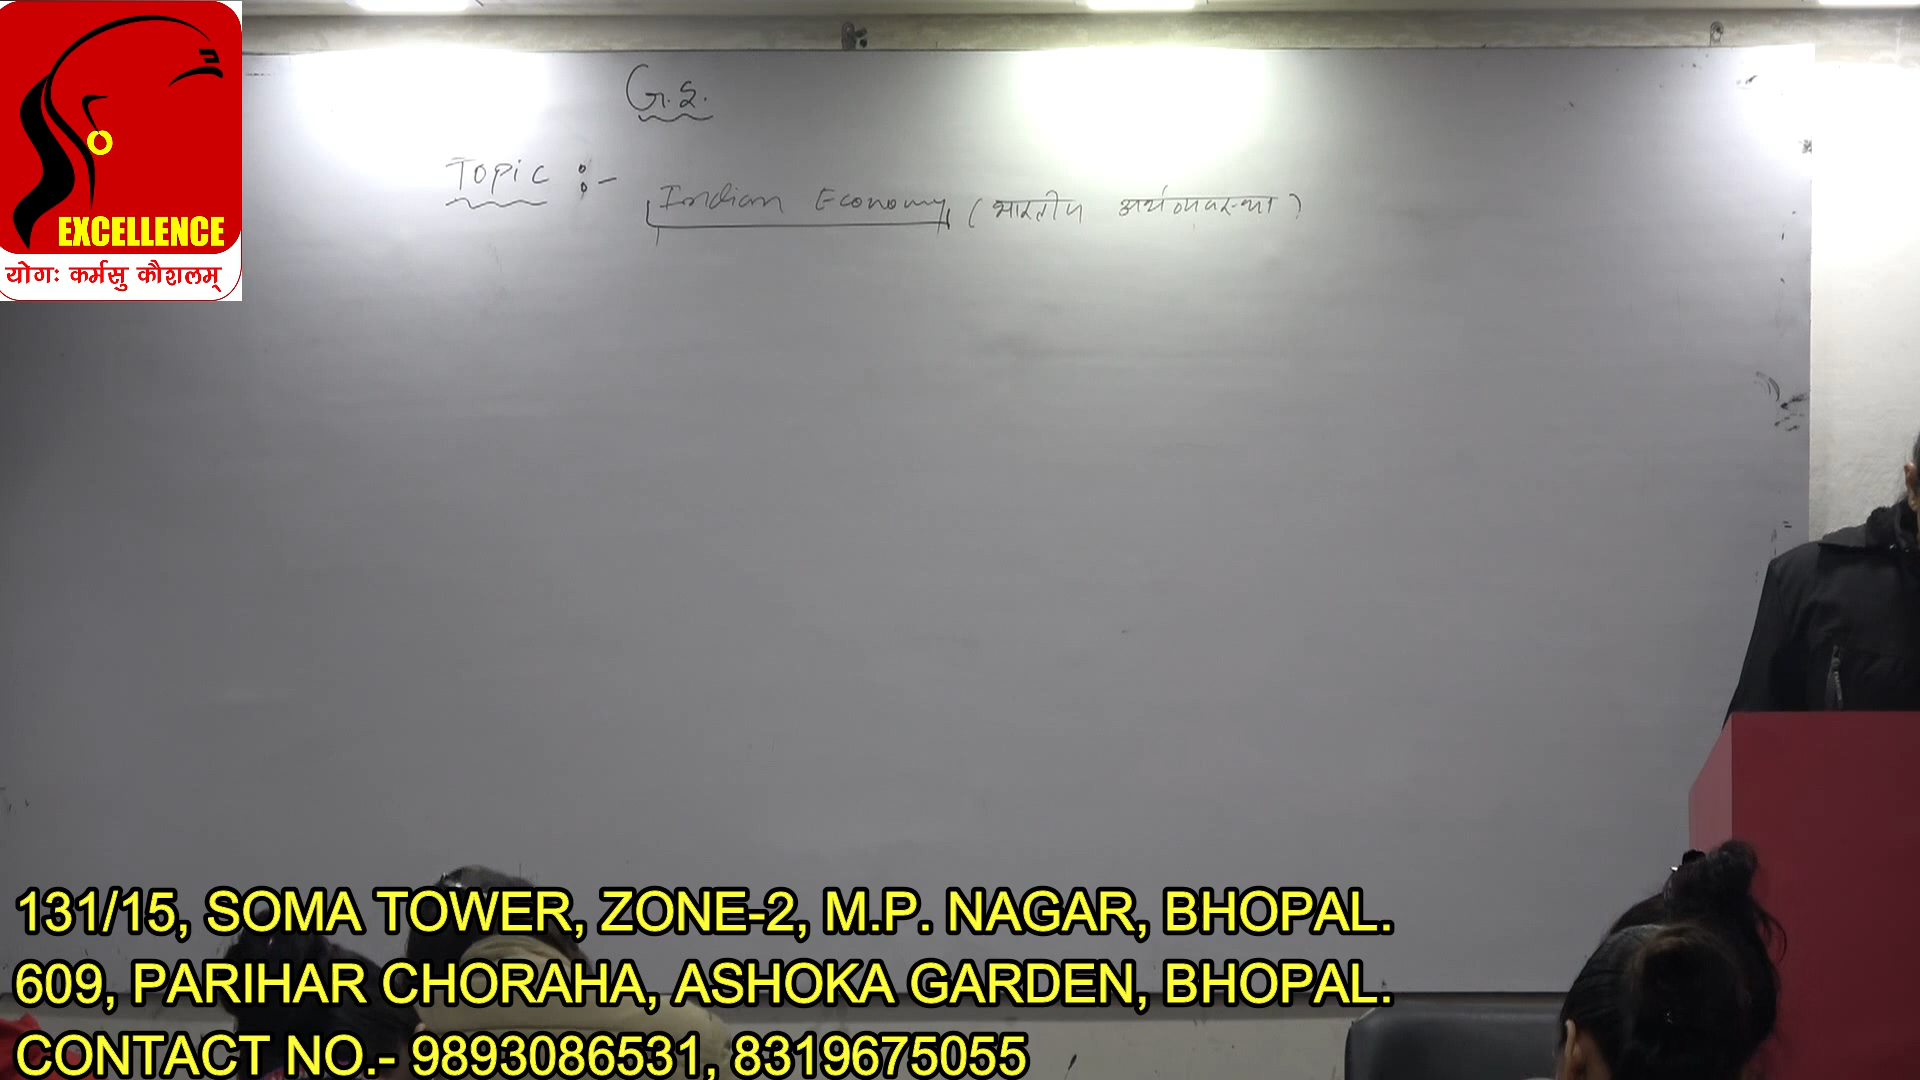 G.S.
Topic :- Indian Economy (भारतीय अर्थव्यवस्था)
EXCELLENCE
योगः कर्मसु कौशलम्
131/15, SOMA TOWER, ZONE-2, M.P. NAGAR, BHOPAL.
609, PARIHAR CHORAHA, ASHOKA GARDEN, BHOPAL.
CONTACT NO.- 9893086531, 8319675055